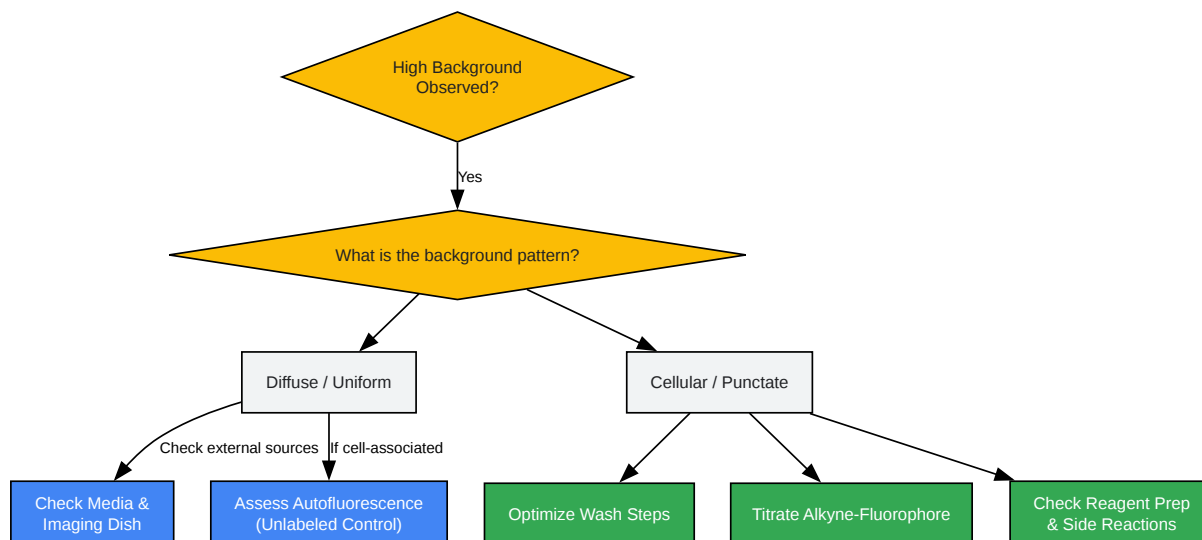 High Background
Observed?
Yes
What is the background pattern?
Diffuse / Uniform
Cellular / Punctate
Check external sources
If cell-associated
Check Media &
Imaging Dish
Assess Autofluorescence
(Unlabeled Control)
Optimize Wash Steps
Titrate Alkyne-Fluorophore
Check Reagent Prep
& Side Reactions